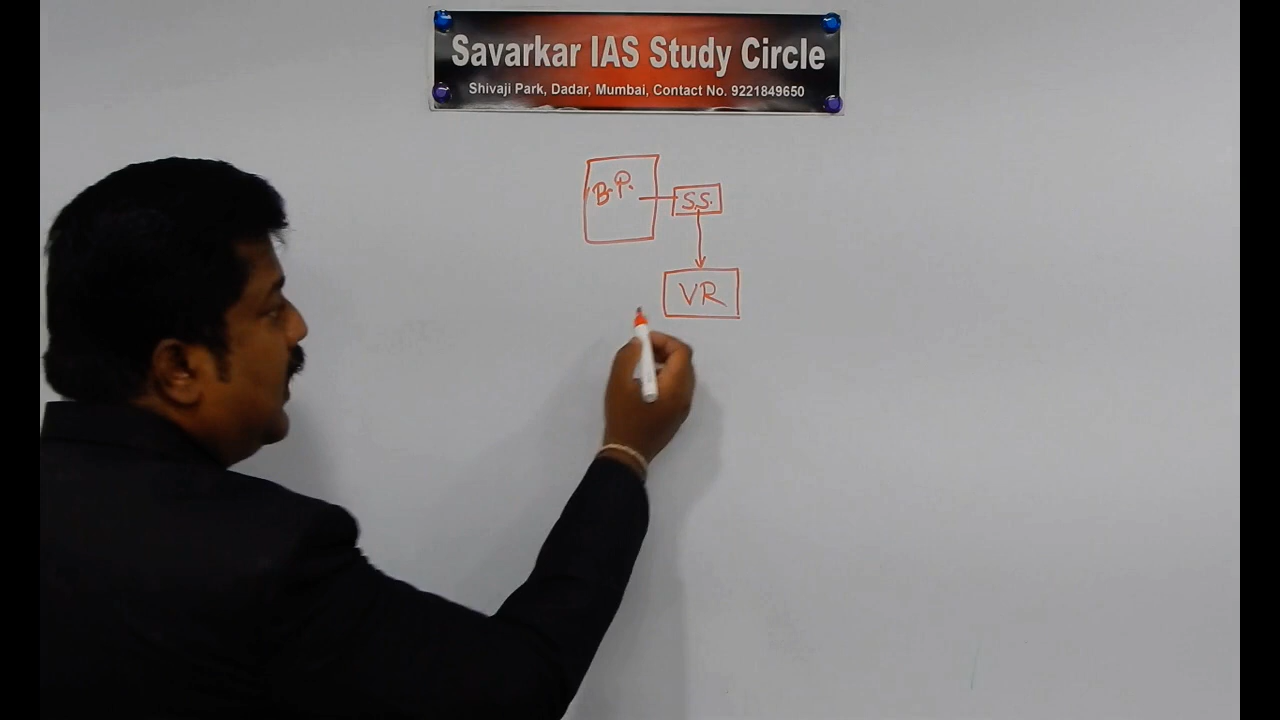 Savarkar IAS Study Circle
Shivaji Park, Dadar, Mumbai, Contact No. 9221849650
B.P.
S.S.
VR